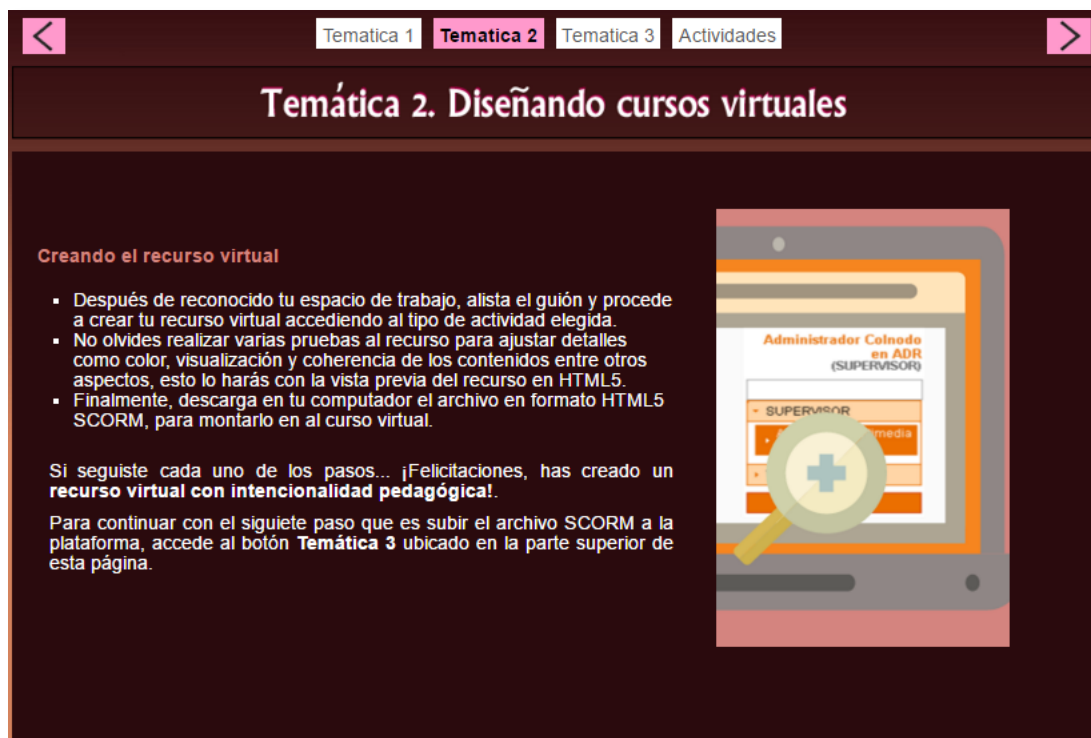 Tematica 1 Tematica 2 Tematica 3 Actividades
Temática 2. Diseñando cursos virtuales
Creando el recurso virtual
Después de reconocido tu espacio de trabajo, alista el guión y procede
a crear tu recurso virtual accediendo al tipo de actividad elegida.
No olvides realizar varias pruebas al recurso para ajustar detalles
como color, visualización y coherencia de los contenidos entre otros
aspectos, esto lo harás con la vista previa del recurso en HTML5.
Finalmente, descarga en tu computador el archivo en formato HTML5
SCORM, para montarlo en al curso virtual.
Si seguiste cada uno de los pasos... ¡Felicitaciones, has creado un
recurso virtual con intencionalidad pedagógica!.
Para continuar con el siguiete paso que es subir el archivo SCORM a la
plataforma, accede al botón Temática 3 ubicado en la parte superior de
esta página.
Administrador Colnodo
en ADR
(SUPERVISOR)
SUPERVISOR